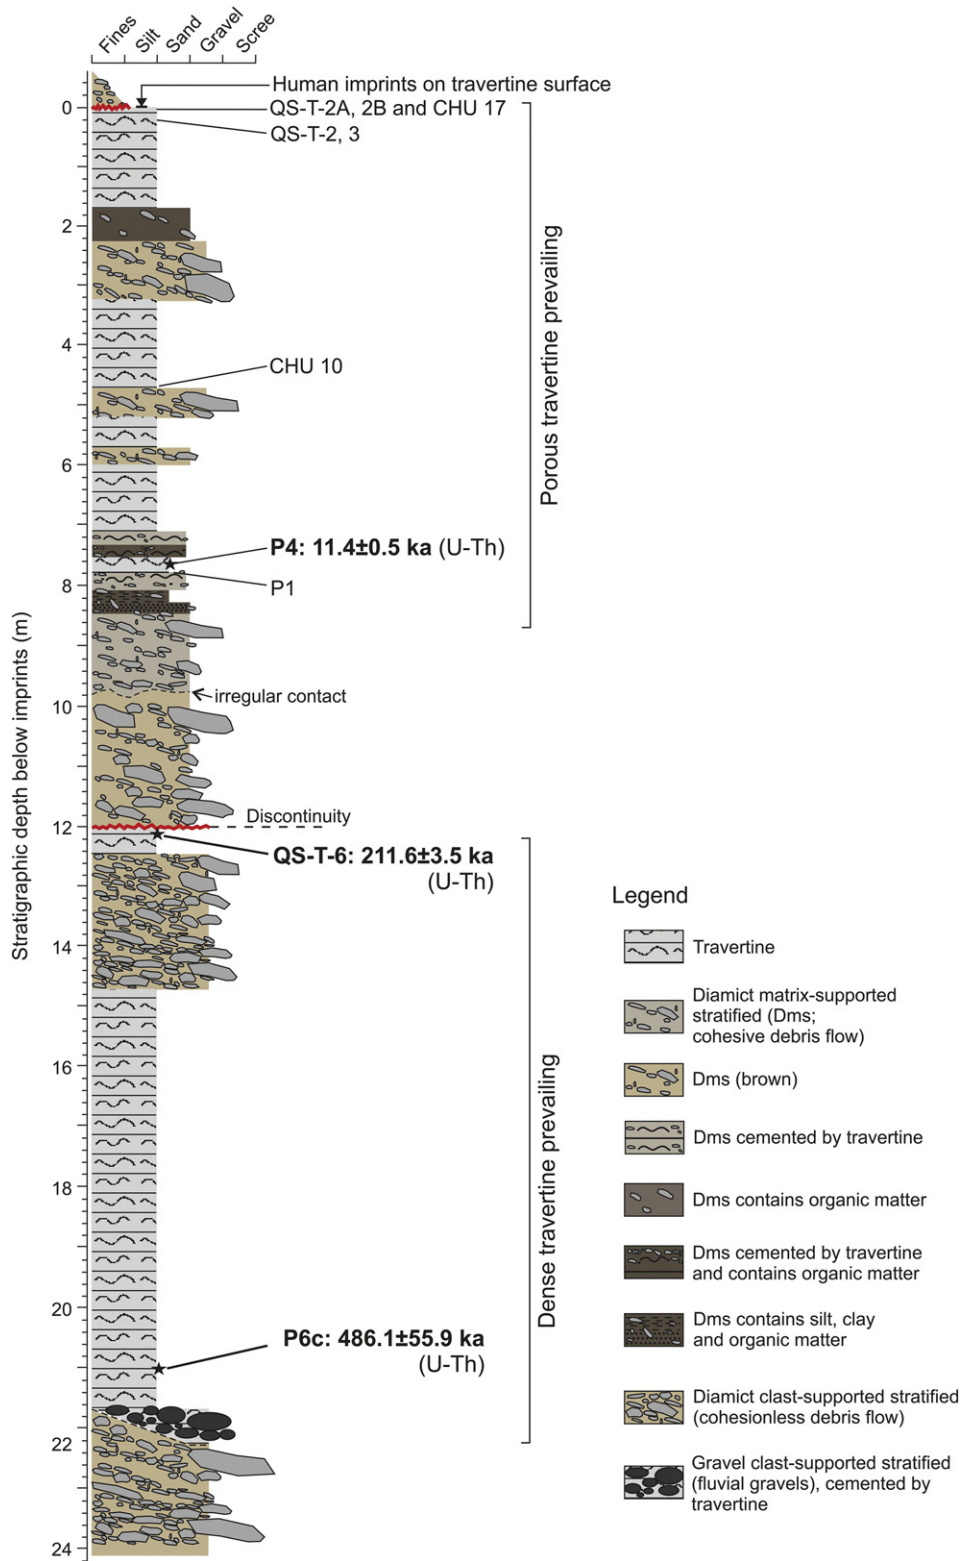 Fines
Silt
Sand
Gravel
Scree
Human imprints on travertine surface
0
QS-T-2A, 2B and CHU 17
QS-T-2, 3
2
4
CHU 10
6
P4: 11.4±0.5 ka (U-Th)
8
P1
irregular contact
10
Discontinuity
12
QS-T-6: 211.6±3.5 ka
(U-Th)
14
16
18
20
P6c: 486.1±55.9 ka
(U-Th)
22
24
Stratigraphic depth below imprints (m)
Porous travertine prevailing
Dense travertine prevailing
Legend
Travertine
Diamict matrix-supported
stratified (Dms;
cohesive debris flow)
Dms (brown)
Dms cemented by travertine
Dms contains organic matter
Dms cemented by travertine
and contains organic matter
Dms contains silt, clay
and organic matter
Diamict clast-supported stratified
(cohesionless debris flow)
Gravel clast-supported stratified
(fluvial gravels), cemented by
travertine